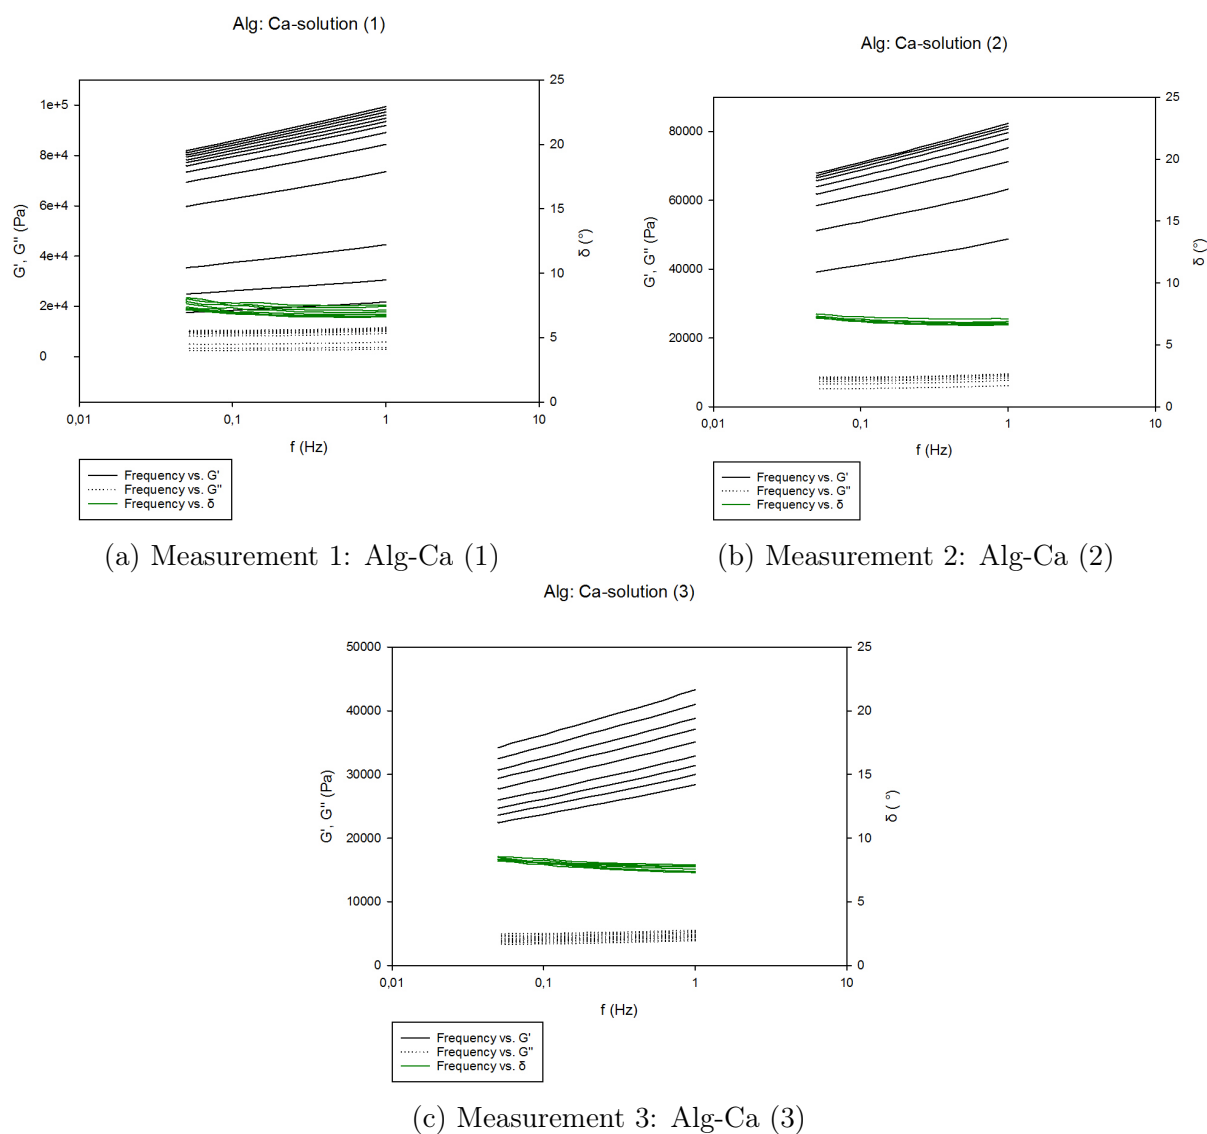 Alg: Ca-solution (1)
1e+5
8e+4
6e+4
4e+4
2e+4
0
G', G'' (Pa)
25
20
15
10
5
0
δ (°)
0,01
0,1
1
10
f (Hz)
Frequency vs. G'
Frequency vs. G''
Frequency vs. δ
(a) Measurement 1: Alg-Ca (1)
Alg: Ca-solution (2)
80000
60000
40000
20000
0
G', G'' (Pa)
25
20
15
10
5
0
δ (°)
0,01
0,1
1
10
f (Hz)
Frequency vs. G'
Frequency vs. G''
Frequency vs. δ
(b) Measurement 2: Alg-Ca (2)
Alg: Ca-solution (3)
50000
40000
30000
20000
10000
0
G', G'' (Pa)
25
20
15
10
5
0
δ ( °)
0,01
0,1
1
10
f (Hz)
Frequency vs. G'
Frequency vs. G''
Frequency vs. δ
(c) Measurement 3: Alg-Ca (3)